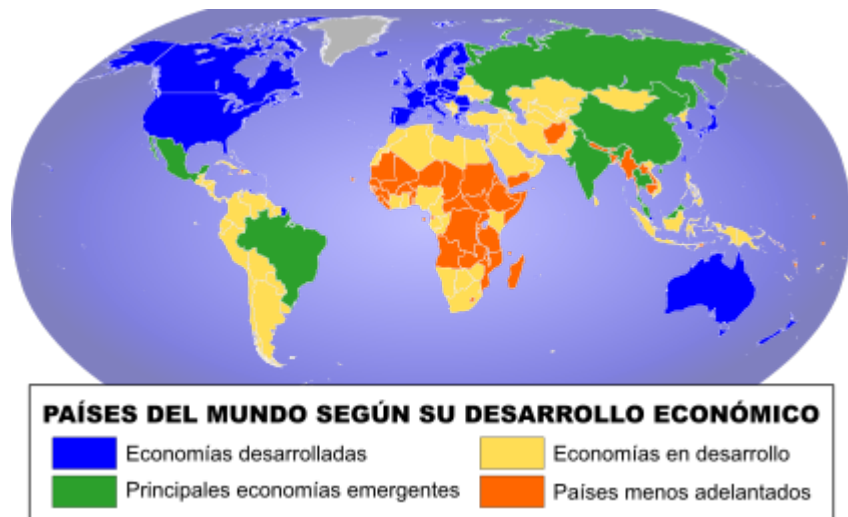 PAÍSES DEL MUNDO SEGÚN SU DESARROLLO ECONÓMICO
Economías desarrolladas
Economías en desarrollo
Principales economías emergentes
Países menos adelantados